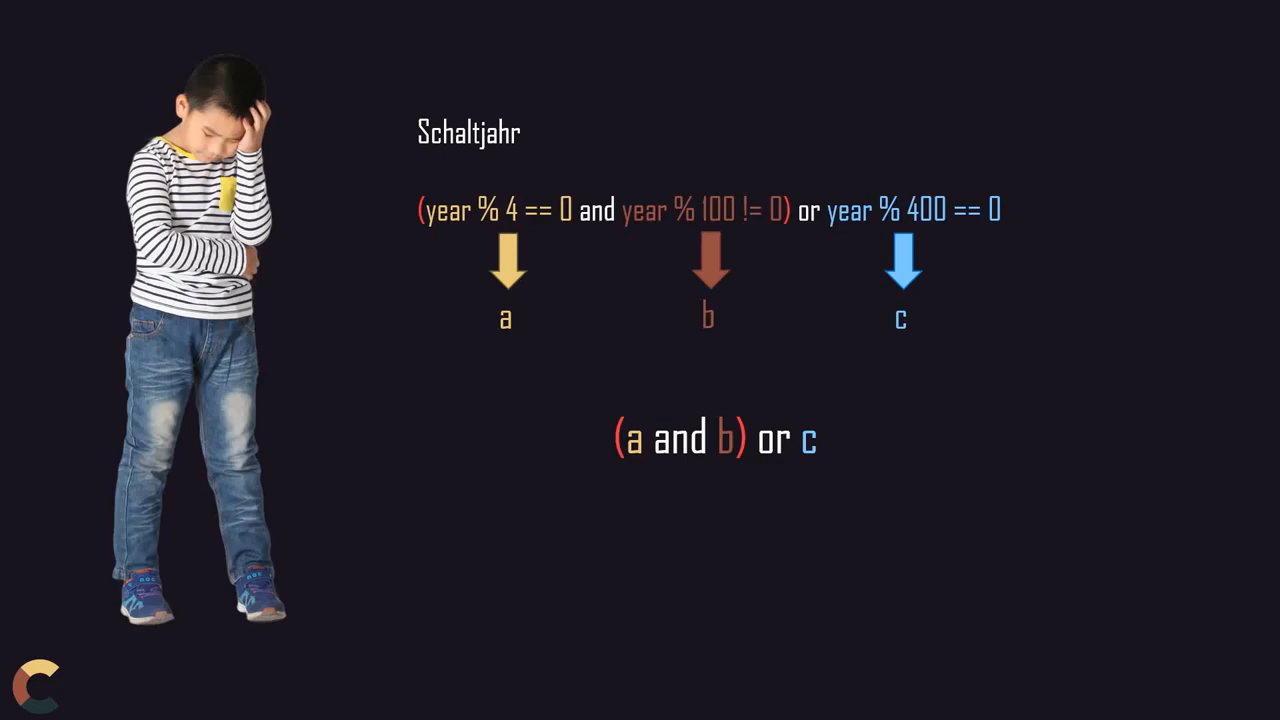 Schaltjahr
(year % 4 == 0 and year % 100 != 0) or year % 400 == 0
a b c
(a and b) or c